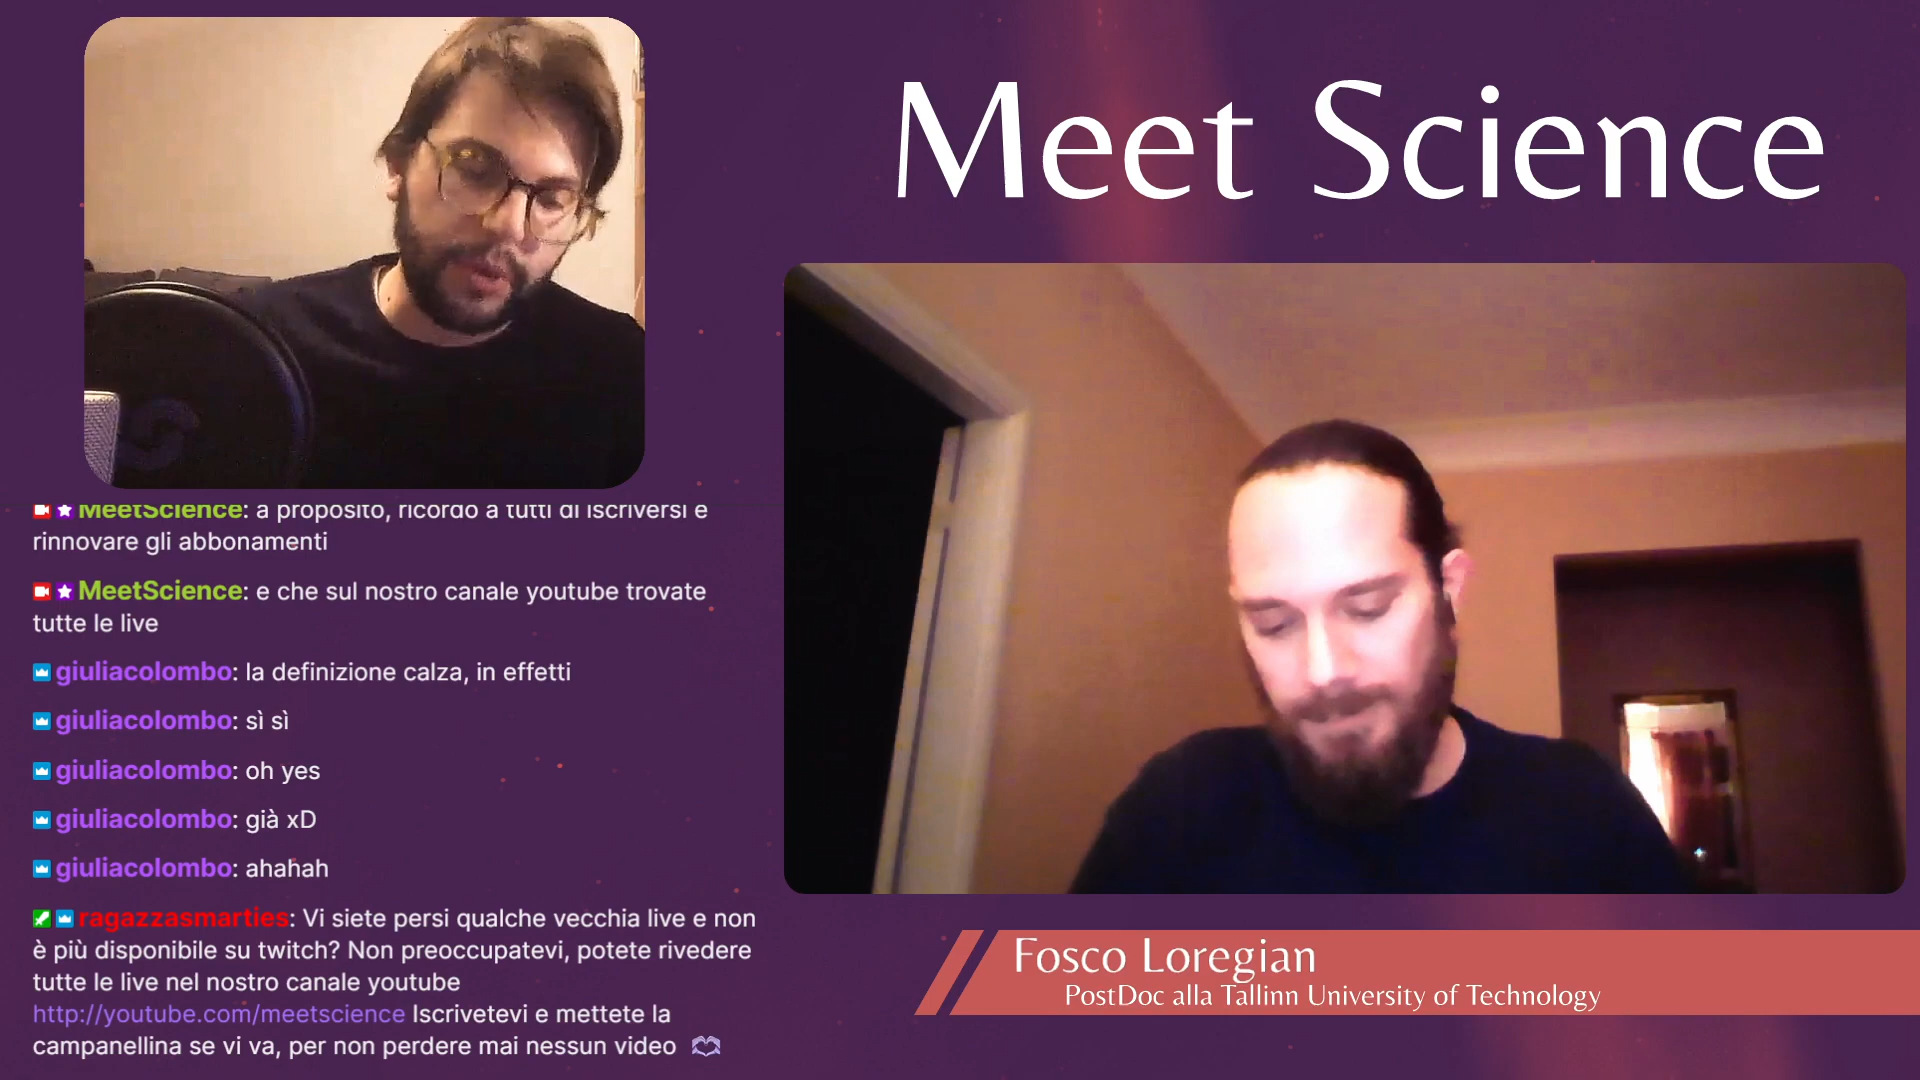 Meet Science
MeetScience: a proposito, ricordo a tutti di iscriversi e
rinnovare gli abbonamenti
MeetScience: e che sul nostro canale youtube trovate
tutte le live
giuliacolombo: la definizione calza, in effetti
giuliacolombo: sì sì
giuliacolombo: oh yes
giuliacolombo: già xD
giuliacolombo: ahahah
ragazzasmarties: Vi siete persi qualche vecchia live e non
è più disponibile su twitch? Non preoccupatevi, potete rivedere
tutte le live nel nostro canale youtube
http://youtube.com/meetscience Iscrivetevi e mettete la
campanellina se vi va, per non perdere mai nessun video
Fosco Loregian
PostDoc alla Tallinn University of Technology